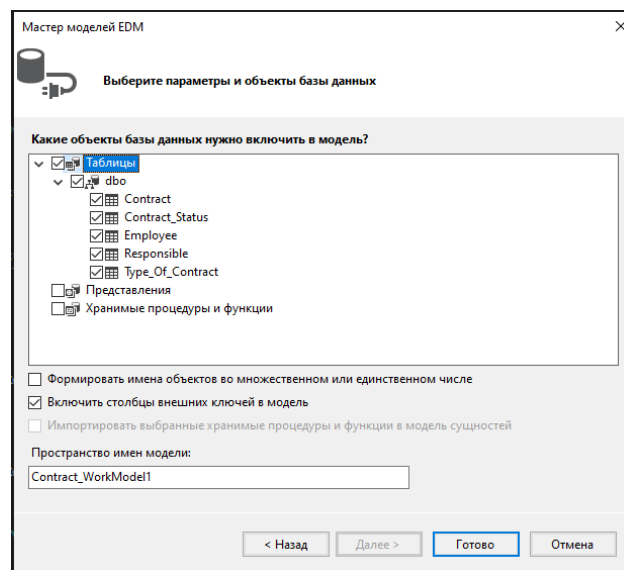 Мастер моделей EDM
Выберите параметры и объекты базы данных
Какие объекты базы данных нужно включить в модель?
Таблицы
dbo
Contract
Contract_Status
Employee
Responsible
Type_Of_Contract
Представления
Хранимые процедуры и функции
Формировать имена объектов во множественном или единственном числе
Включить столбцы внешних ключей в модель
Импортировать выбранные хранимые процедуры и функции в модель сущностей
Пространство имен модели:
Contract_WorkModel1
< Назад Далее > Готово Отмена